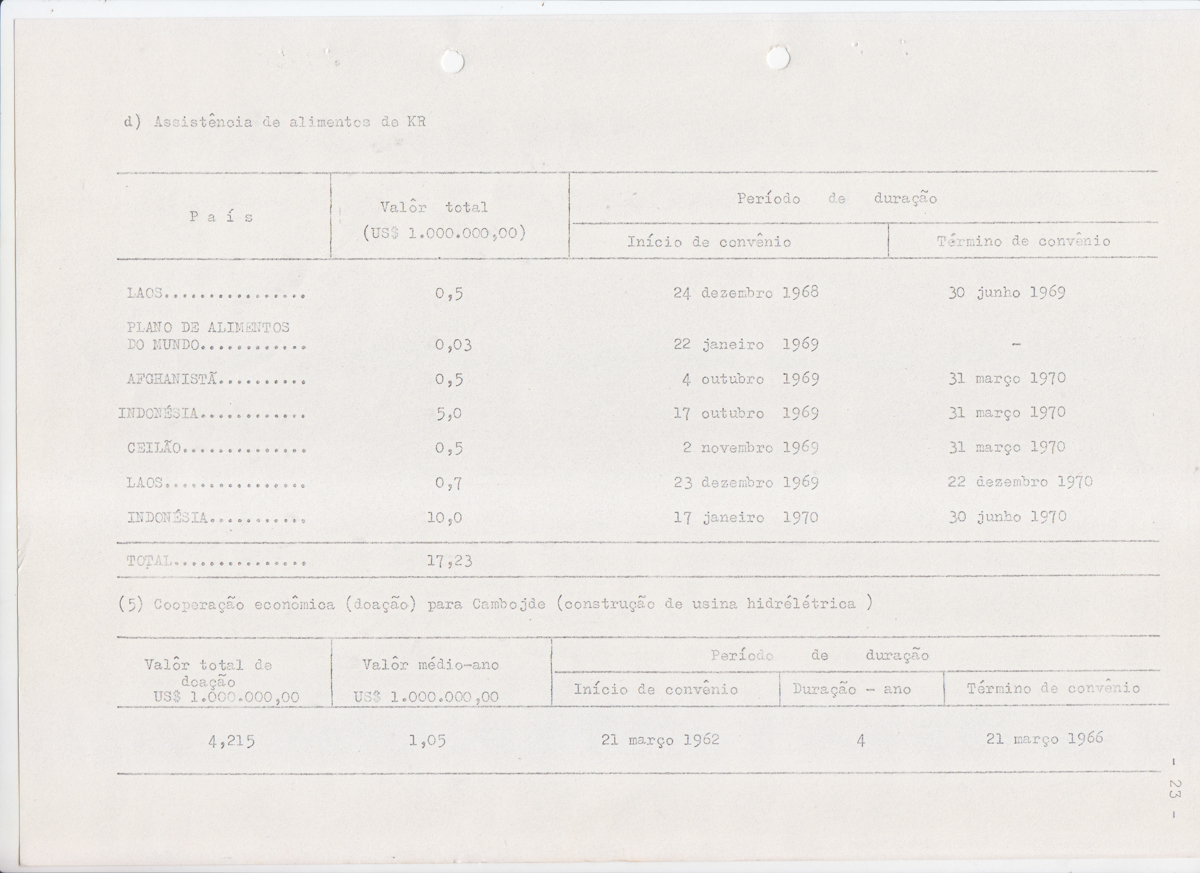 d) Assistência de alimentos de KR
P a í s
Valôr total
(US$ 1.000.000,00)
Período de duração
Início de convênio
Término de convênio
LAOS................ 0,5 24 dezembro 1968 30 junho 1969
PLANO DE ALIMENTOS
DO MUNDO............ 0,03 22 janeiro 1969 -
AFGHANISTÃ.......... 0,5 4 outubro 1969 31 março 1970
INDONÉSIA............ 5,0 17 outubro 1969 31 março 1970
CEILÃO.............. 0,5 2 novembro 1969 31 março 1970
LAOS................ 0,7 23 dezembro 1969 22 dezembro 1970
INDONÉSIA........... 10,0 17 janeiro 1970 30 junho 1970
TOTAL............... 17,23
(5) Cooperação econômica (doação) para Cambojde (construção de usina hidrélétrica )
Valôr total de
doação
US$ 1.000.000,00
Valôr médio-ano
US$ 1.000.000,00
Período de duração
Início de convênio
Duração - ano
Término de convênio
4,215 1,05 21 março 1962 4 21 março 1966
- 23 -